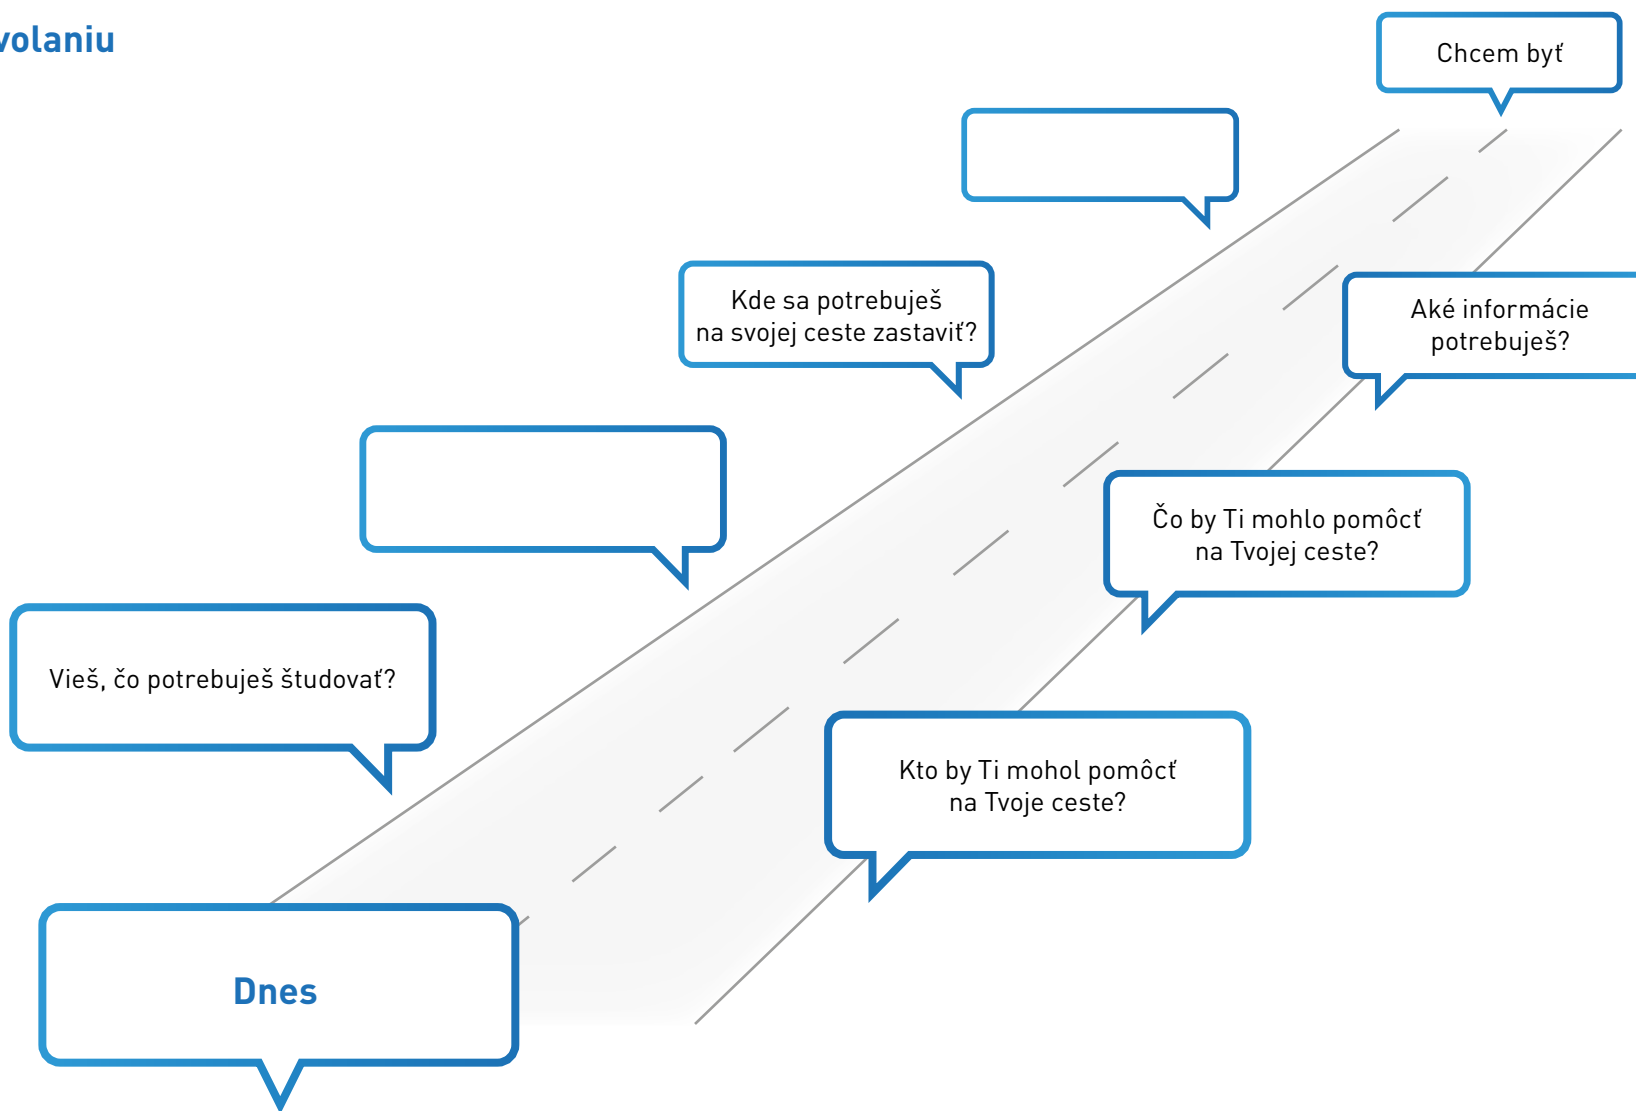 volaniu
Chcem byť
Kde sa potrebuješ
na svojej ceste zastaviť?
Aké informácie
potrebuješ?
Čo by Ti mohlo pomôcť
na Tvojej ceste?
Vieš, čo potrebuješ študovať?
Kto by Ti mohol pomôcť
na Tvoje ceste?
Dnes